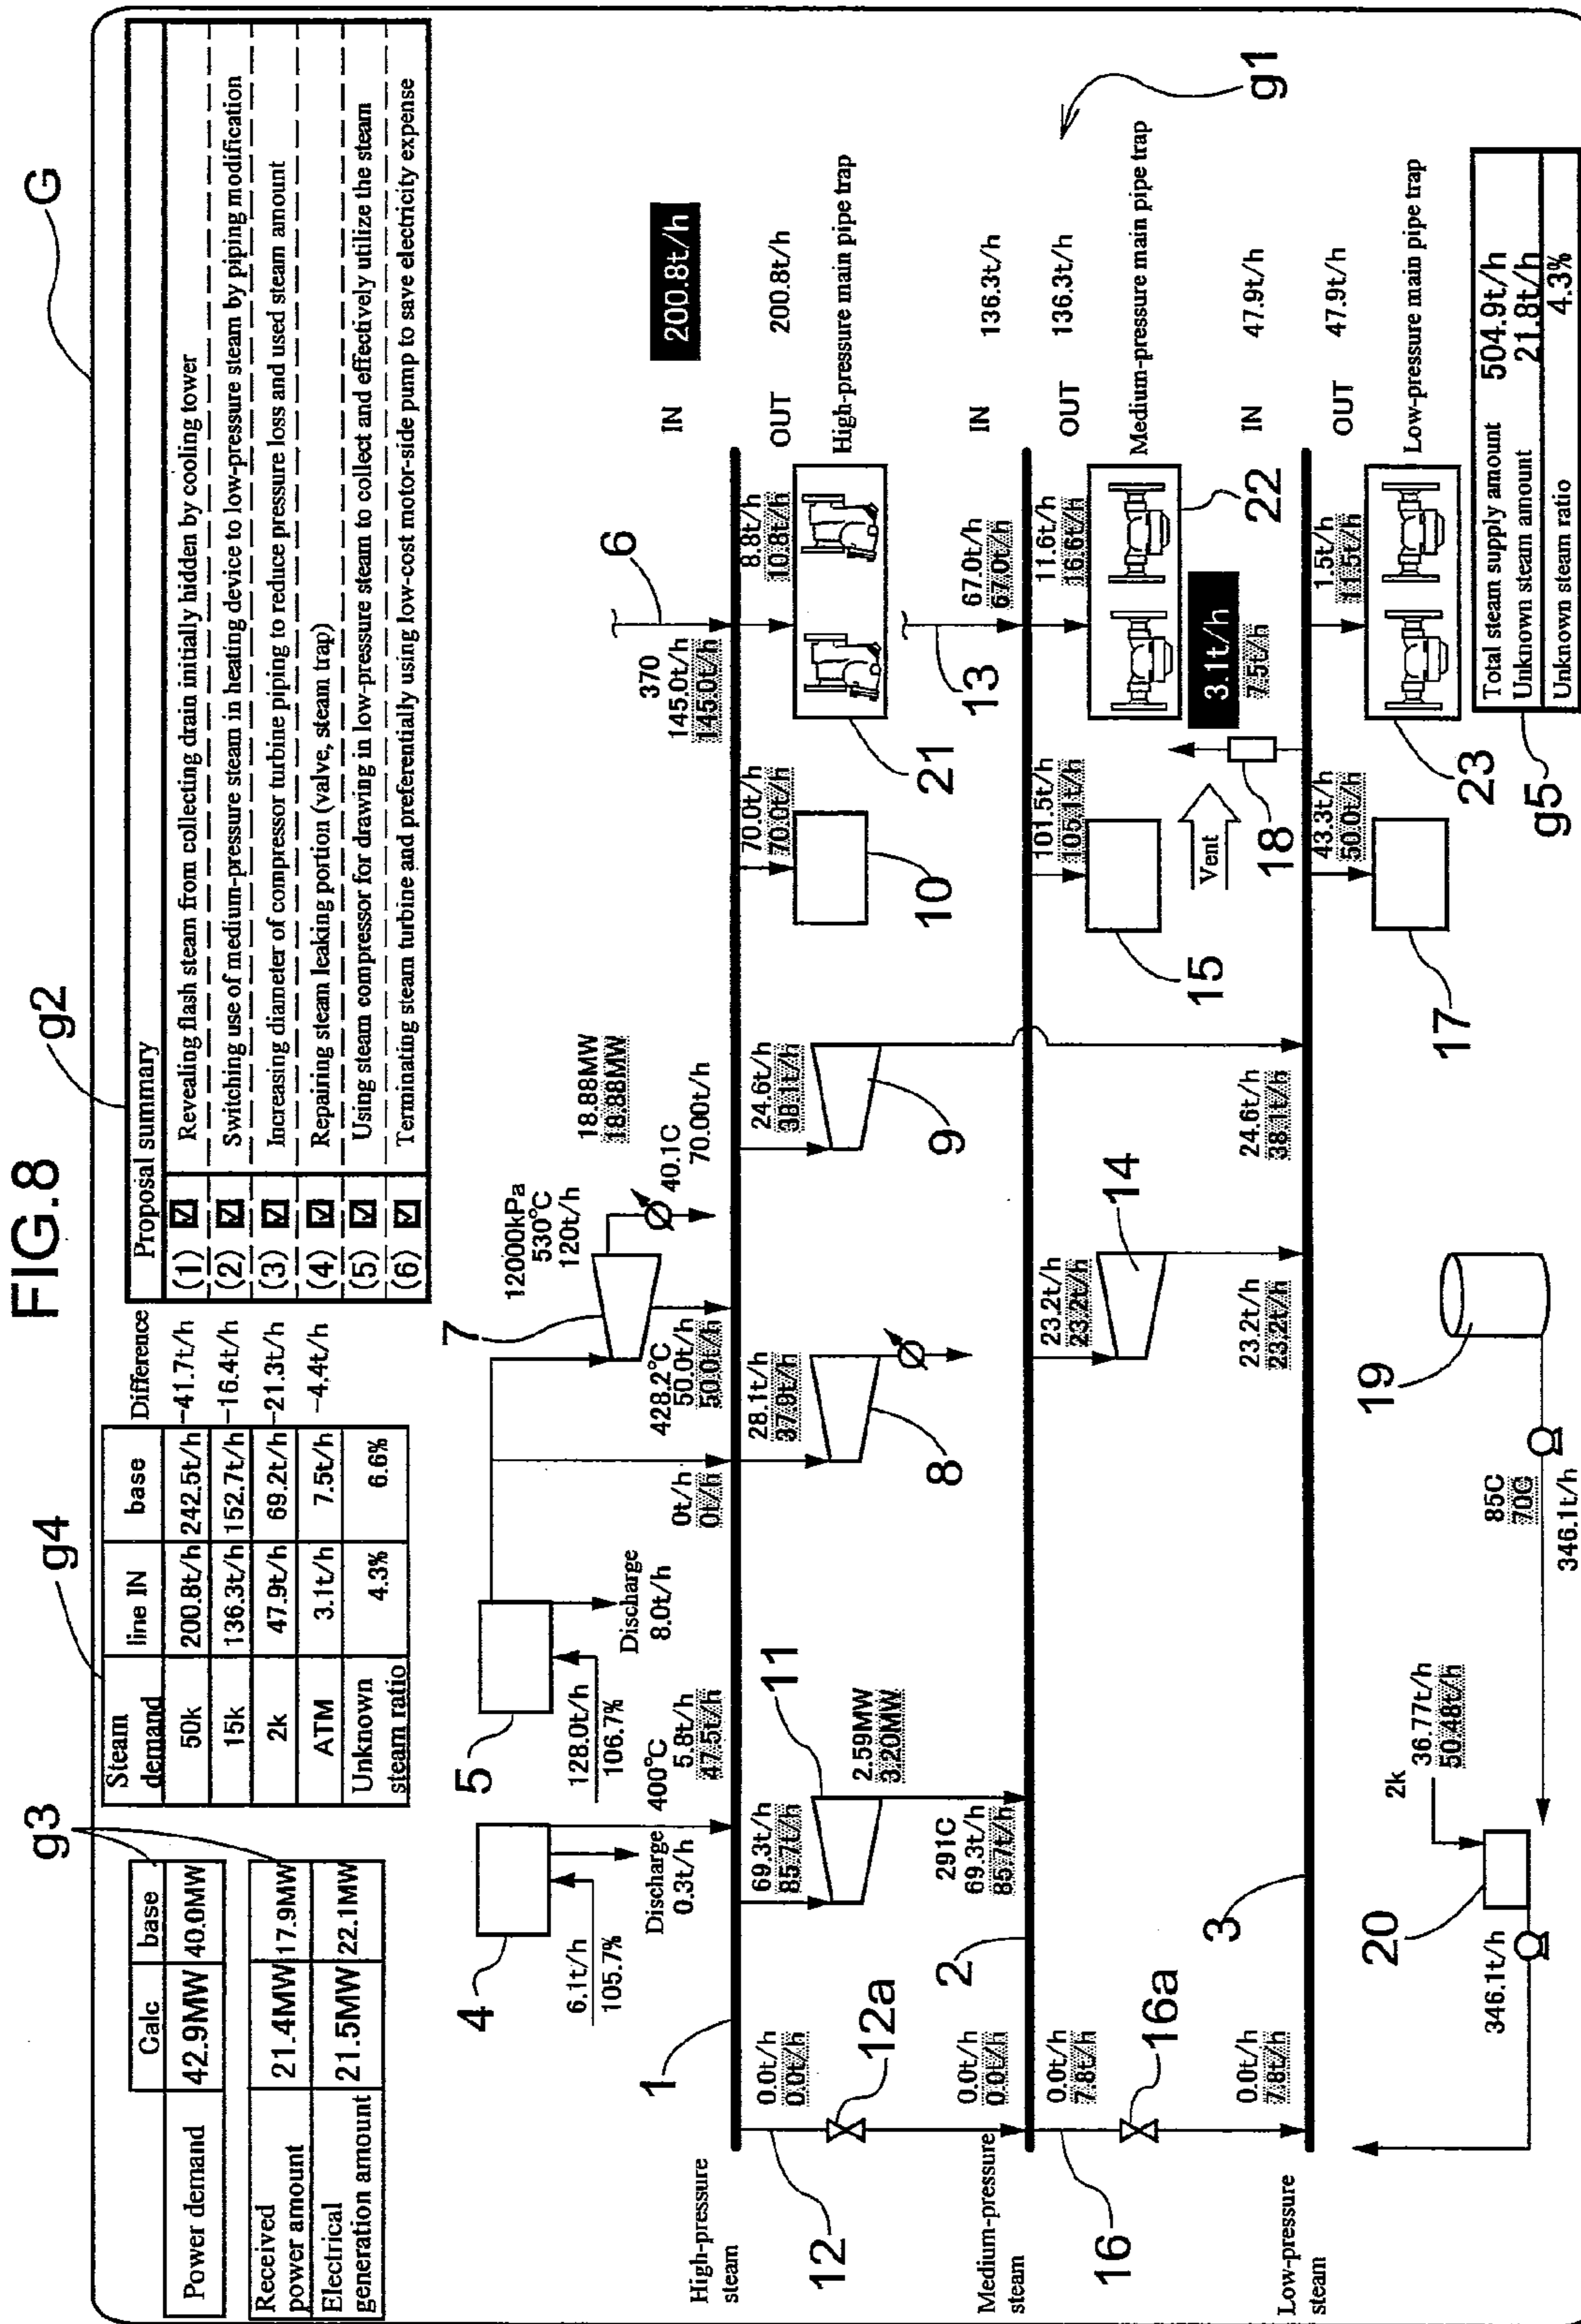 FIG.8
G
g3
g4
g2
Calc base
Power demand 42.9MW 40.0MW
Received
power amount 21.4MW 17.9MW
Electrical
generation amount 21.5MW 22.1MW
Steam
demand line IN base Difference
50k 200.8t/h 242.5t/h −41.7t/h
15k 136.3t/h 152.7t/h −16.4t/h
2k 47.9t/h 69.2t/h −21.3t/h
ATM 3.1t/h 7.5t/h −4.4t/h
Unknown
steam ratio 4.3% 6.6%
Proposal summary
(1) ☑ Revealing flash steam from collecting drain initially hidden by cooling tower
(2) ☑ Switching use of medium-pressure steam in heating device to low-pressure steam by piping modification
(3) ☑ Increasing diameter of compressor turbine piping to reduce pressure loss and used steam amount
(4) ☑ Repairing steam leaking portion (valve, steam trap)
(5) ☑ Using steam compressor for drawing in low-pressure steam to collect and effectively utilize the steam
(6) ☑ Terminating steam turbine and preferentially using low-cost motor-side pump to save electricity expense
4
6.1t/h
105.7%
Discharge
0.3t/h
400°C
5.8t/h
47.5t/h
5
128.0t/h
106.7%
Discharge
8.0t/h
0t/h
0t/h
7
12000kPa
530°C
120t/h
428.2°C
50.0t/h
50.0t/h
18.88MW
18.88MW
40.1C
70.00t/h
6
370
145.0t/h
145.0t/h
IN 200.8t/h
High-pressure
steam
1
12
0.0t/h
0.0t/h
12a
0.0t/h
0.0t/h
69.3t/h
85.7t/h
11
2.59MW
3.20MW
291C
69.3t/h
85.7t/h
28.1t/h
37.9t/h
8
24.6t/h
38.1t/h
9
70.0t/h
70.0t/h
10
8.8t/h
10.8t/h
21
OUT 200.8t/h
High-pressure main pipe trap
13
67.0t/h
67.0t/h
IN 136.3t/h
Medium-pressure
steam
2
16
0.0t/h
7.8t/h
16a
0.0t/h
7.8t/h
23.2t/h
23.2t/h
14
23.2t/h
23.2t/h
24.6t/h
38.1t/h
101.5t/h
105.1t/h
15
11.6t/h
16.6t/h
22
OUT 136.3t/h
Medium-pressure main pipe trap
g1
Vent
18
3.1t/h
7.5t/h
IN 47.9t/h
Low-pressure
steam
3
43.3t/h
50.0t/h
17
1.5t/h
11.5t/h
23
OUT 47.9t/h
Low-pressure main pipe trap
346.1t/h
20
2k
36.77t/h
50.48t/h
85C
70C
346.1t/h
19
g5
Total steam supply amount 504.9t/h
Unknown steam amount 21.8t/h
Unknown steam ratio 4.3%